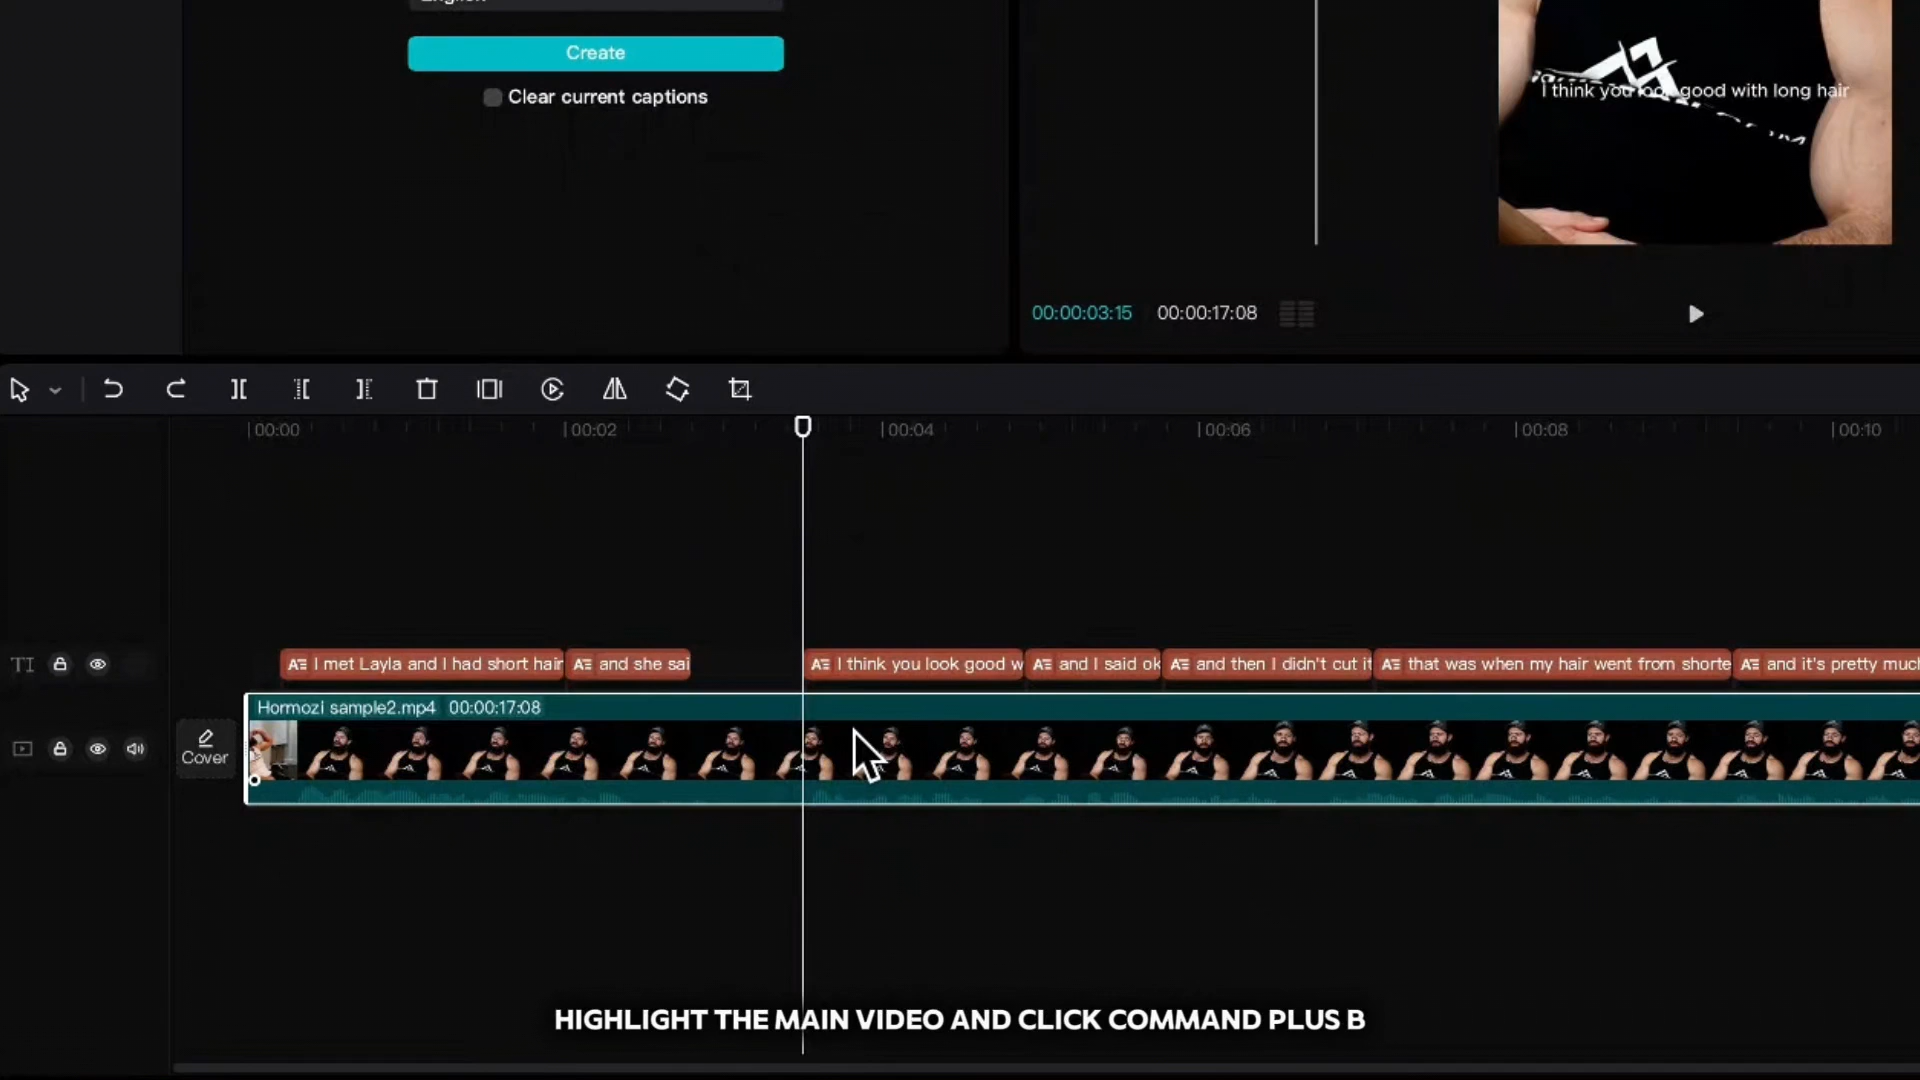 Create
Clear current captions
I think you look good with long hair
00:00:03:15 00:00:17:08
00:00 00:02 00:04 00:06 00:08 00:10
TI
A I met Layla and I had short hair
A and she sai
A I think you look good w
A and I said ok
A and then I didn't cut it
A that was when my hair went from shorte
A and it's pretty much
Hormozi sample2.mp4 00:00:17:08
Cover
HIGHLIGHT THE MAIN VIDEO AND CLICK COMMAND PLUS B